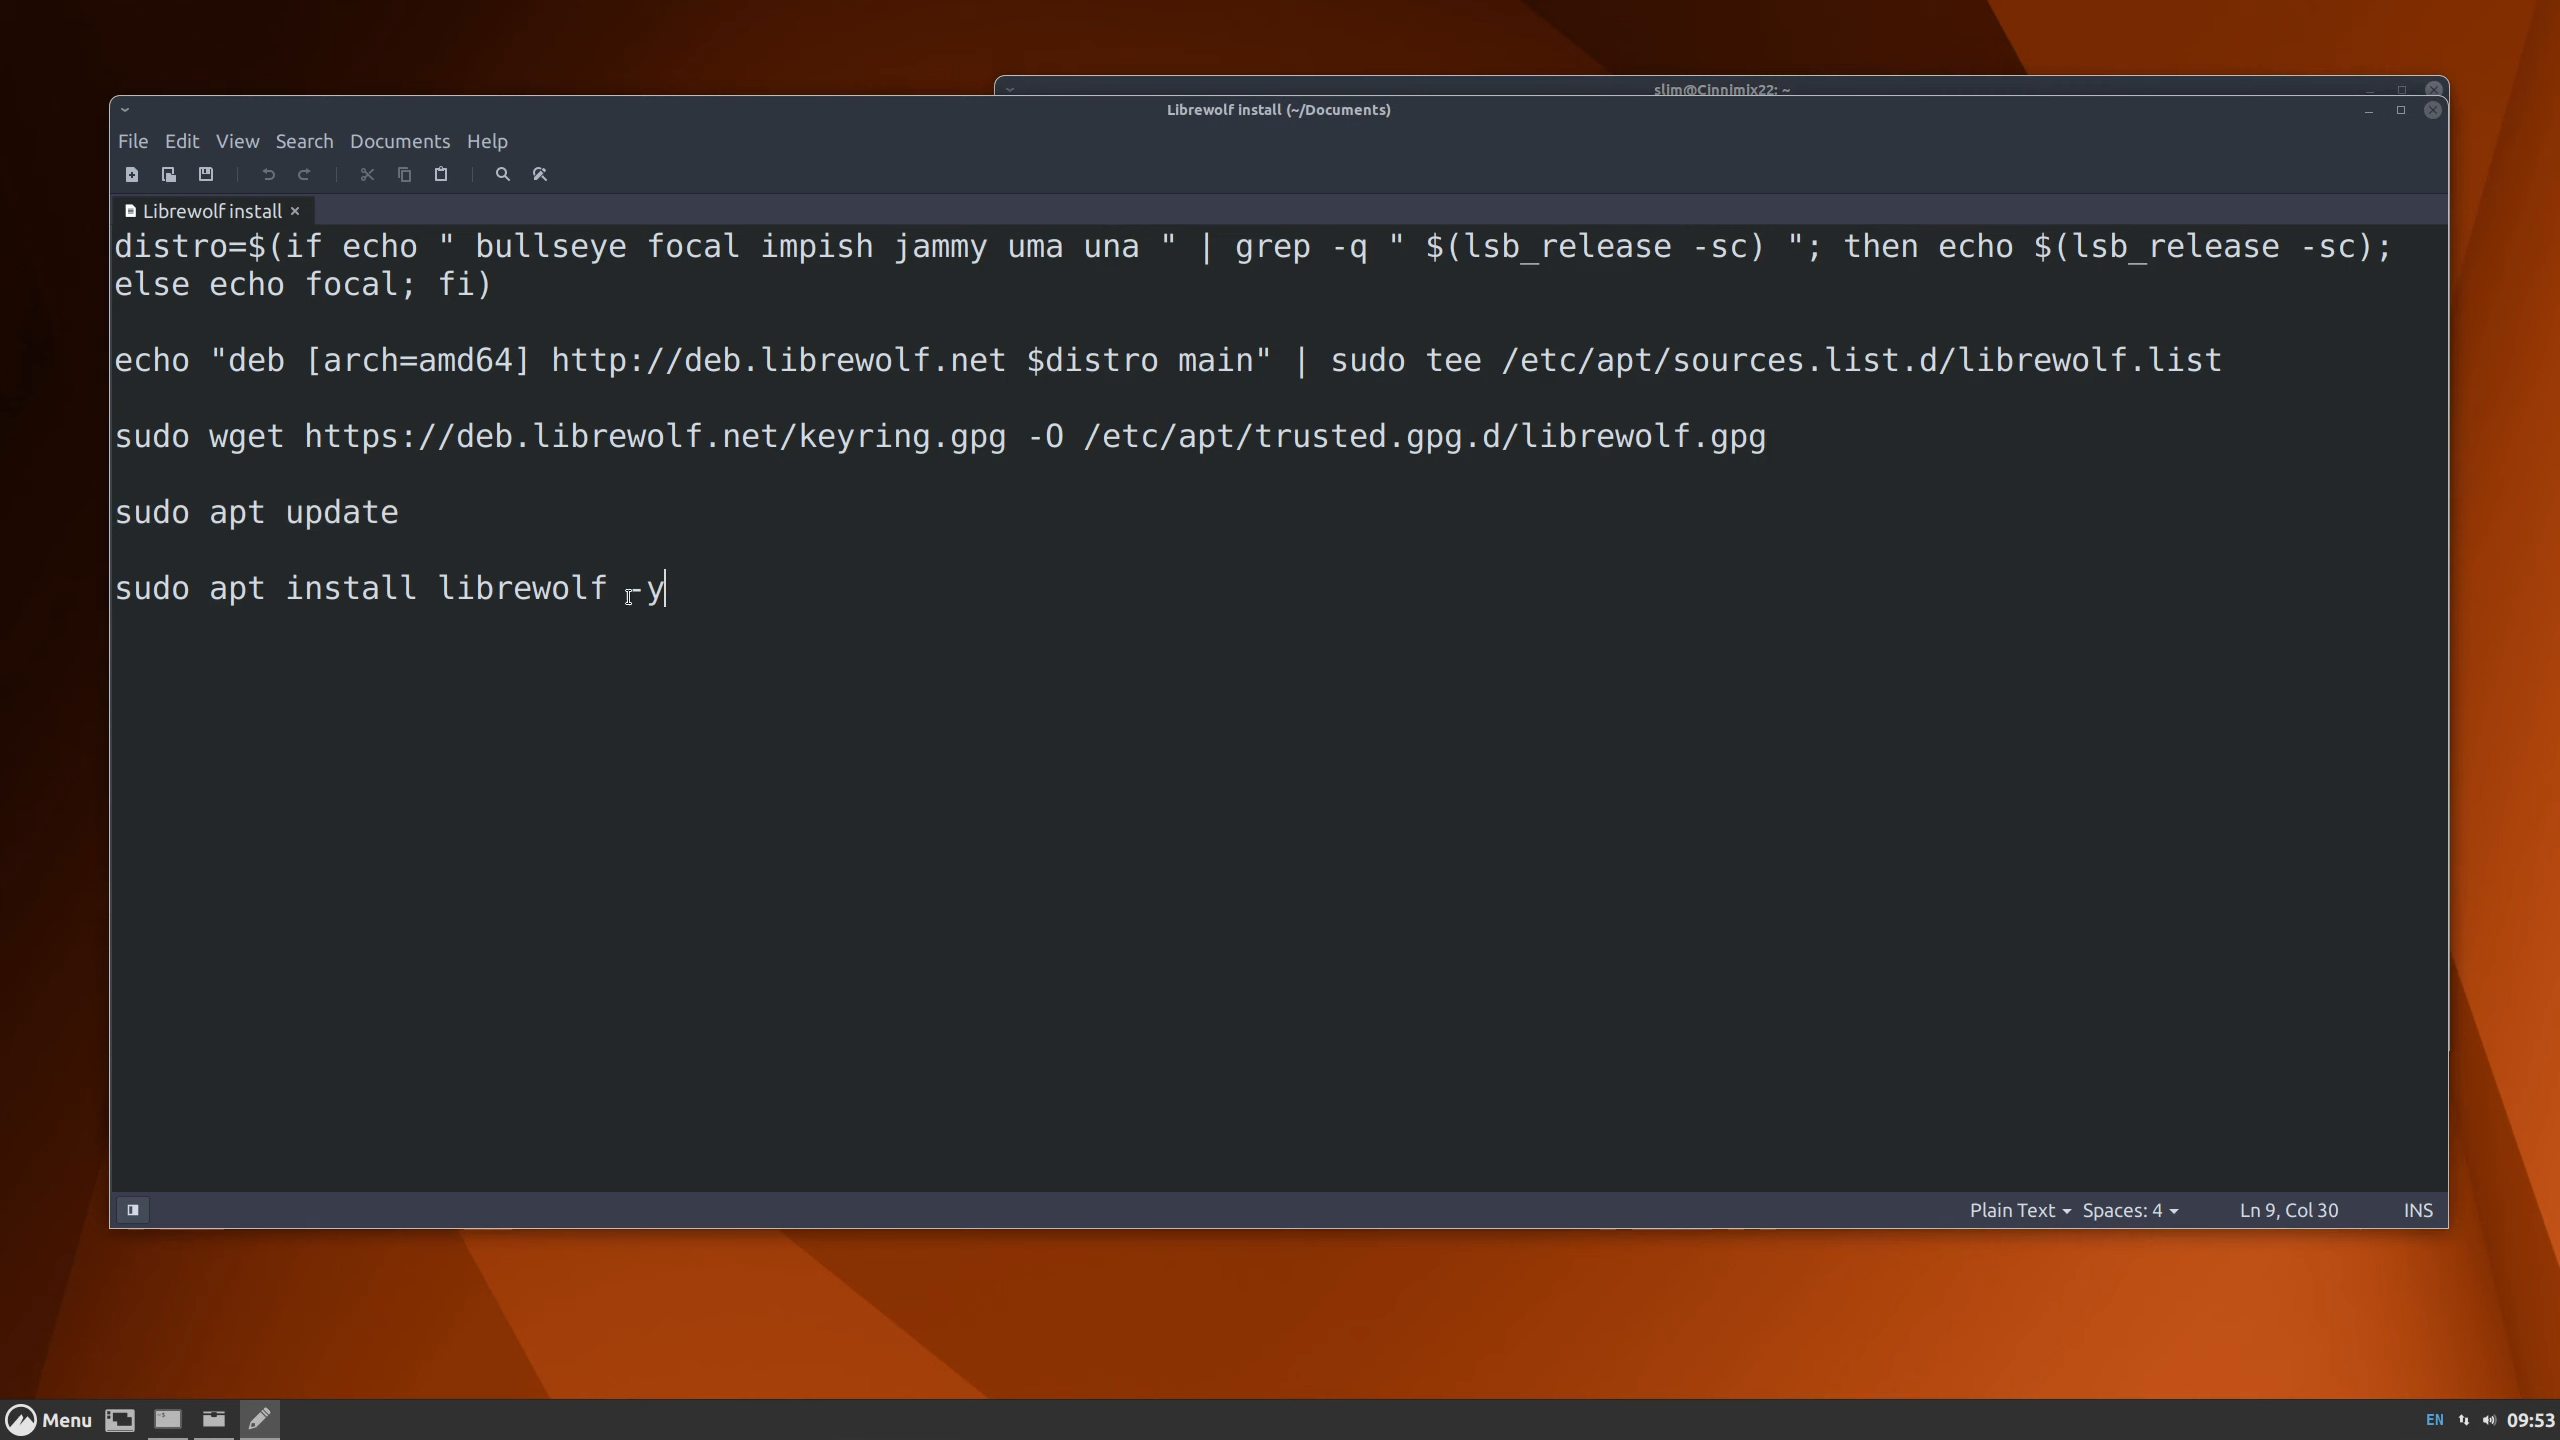 slim@Cinnimix22: ~
Librewolf install (~/Documents)
File Edit View Search Documents Help
Librewolf install
distro=$(if echo " bullseye focal impish jammy uma una " | grep -q " $(lsb_release -sc) "; then echo $(lsb_release -sc);
else echo focal; fi)
echo "deb [arch=amd64] http://deb.librewolf.net $distro main" | sudo tee /etc/apt/sources.list.d/librewolf.list
sudo wget https://deb.librewolf.net/keyring.gpg -O /etc/apt/trusted.gpg.d/librewolf.gpg
sudo apt update
sudo apt install librewolf -y
Plain Text Spaces: 4 Ln 9, Col 30 INS
Menu EN 09:53